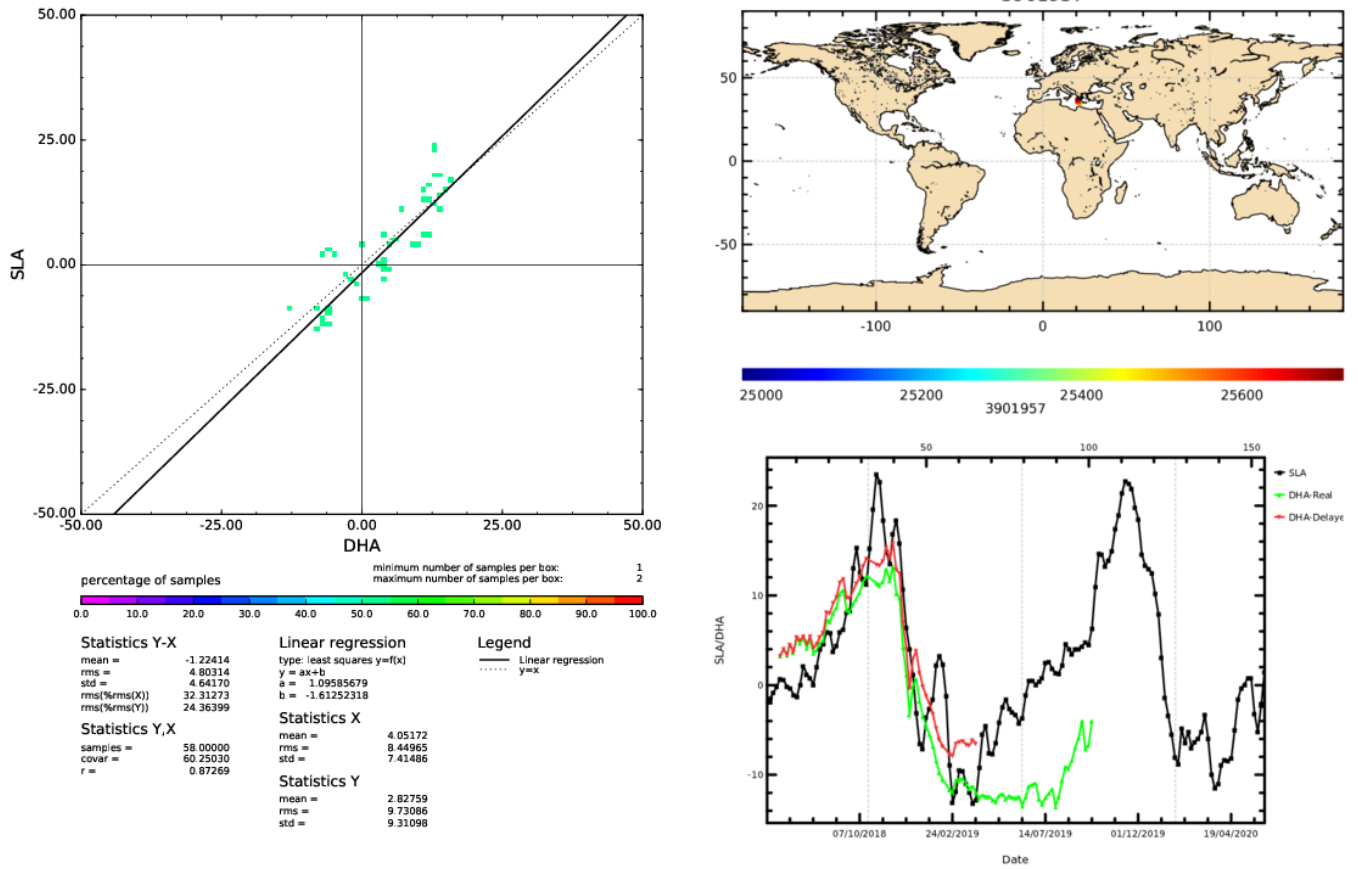 50.00
25.00
0.00
-25.00
-50.00
SLA
-50.00 -25.00 0.00 25.00 50.00
DHA
minimum number of samples per box: 1
maximum number of samples per box: 2
percentage of samples
0.0 10.0 20.0 30.0 40.0 50.0 60.0 70.0 80.0 90.0 100.0
Statistics Y-X
mean = -1.22414
rms = 4.80314
std = 4.64170
rms(%rms(X)) 32.31273
rms(%rms(Y)) 24.36399
Statistics Y,X
samples = 58.00000
covar = 60.25030
r = 0.87269
Linear regression
type: least squares y=f(x)
y = ax+b
a = 1.09585679
b = -1.61252318
Statistics X
mean = 4.05172
rms = 8.44965
std = 7.41486
Statistics Y
mean = 2.82759
rms = 9.73086
std = 9.31098
Legend
Linear regression
y=x
50
0
-50
-100 0 100
25000 25200 25400 25600
3901957
50 100 150
20
10
0
-10
SLA/DHA
07/10/2018 24/02/2019 14/07/2019 01/12/2019 19/04/2020
Date
SLA
DHA-Real
DHA-Delaye